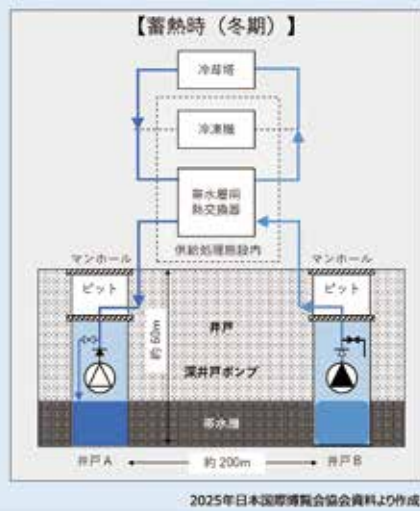 【蓄熱時（冬期）】
冷却塔
冷凍機
帯水層用
熱交換器
供給処理施設内
マンホール
マンホール
ピット
ピット
約60m
井戸
深井戸ポンプ
帯水層
井戸A
約200m
井戸B
2025年日本国際博覧会協会資料より作成